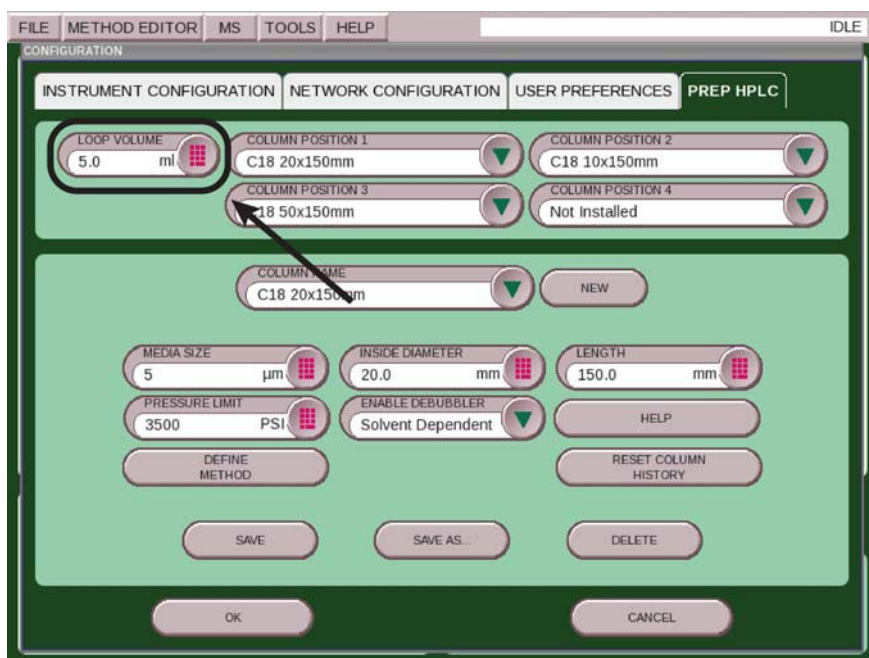 FILE METHOD EDITOR MS TOOLS HELP IDLE
CONFIGURATION
INSTRUMENT CONFIGURATION NETWORK CONFIGURATION USER PREFERENCES PREP HPLC
LOOP VOLUME COLUMN POSITION 1 COLUMN POSITION 2
5.0 ml C18 20x150mm C18 10x150mm
COLUMN POSITION 3 COLUMN POSITION 4
18 50x150mm Not Installed
COLUMN NAME
C18 20x150mm NEW
MEDIA SIZE INSIDE DIAMETER LENGTH
5 µm 20.0 mm 150.0 mm
PRESSURE LIMIT ENABLE DEBUBBLER
3500 PSI Solvent Dependent HELP
DEFINE RESET COLUMN
METHOD HISTORY
SAVE SAVE AS... DELETE
OK CANCEL